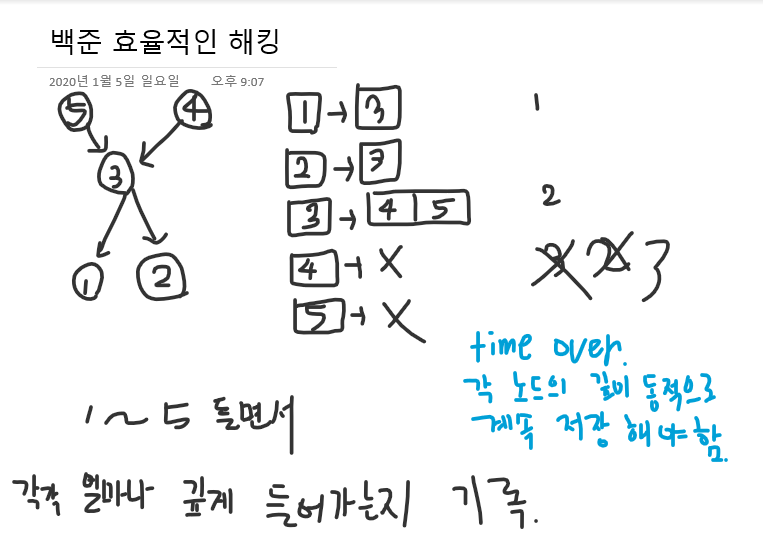 백준 효율적인 해킹
2020년 1월 5일 일요일 오후 9:07
5 4
3
1 2
1 → 3
2 → 3
3 → 4 5
4 → X
5 → X
1
2
3
time over.
각 노드의 깊이 동적으로
계속 저장 해야함.
1 ~ 5 돌면서
각각 얼마나 깊게 들어가는지 기록.